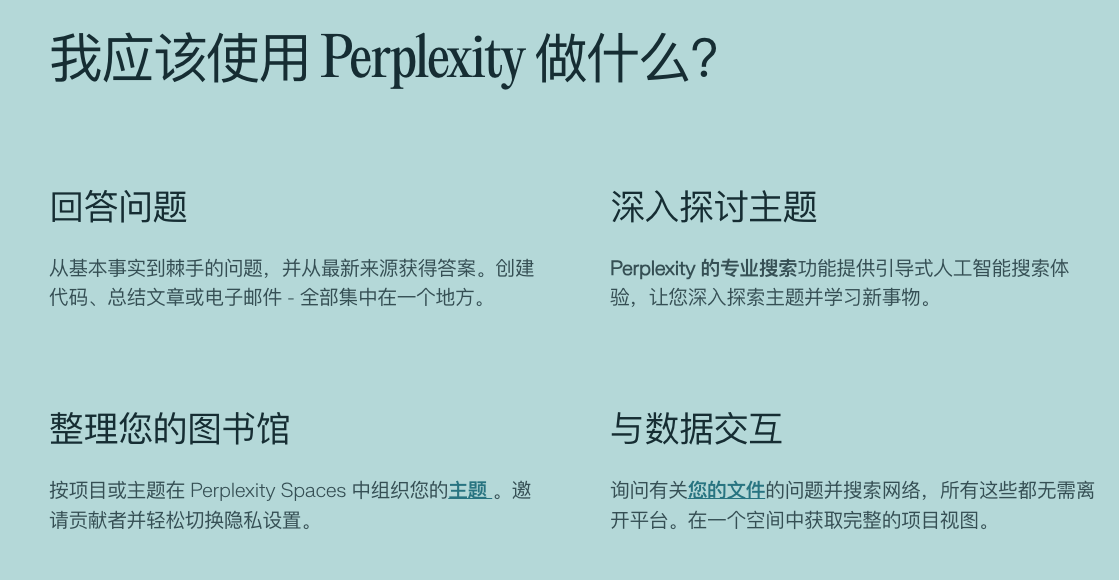 我应该使用 Perplexity 做什么？
回答问题
从基本事实到棘手的问题，并从最新来源获得答案。创建
代码、总结文章或电子邮件 - 全部集中在一个地方。
深入探讨主题
Perplexity 的专业搜索功能提供引导式人工智能搜索体
验，让您深入探索主题并学习新事物。
整理您的图书馆
按项目或主题在 Perplexity Spaces 中组织您的主题 。邀
请贡献者并轻松切换隐私设置。
与数据交互
询问有关您的文件的问题并搜索网络，所有这些都无需离
开平台。在一个空间中获取完整的项目视图。